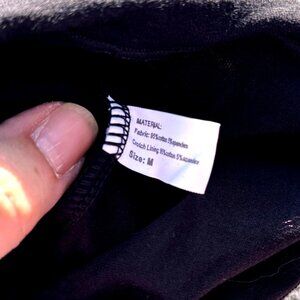 MATERIAL:
Fabric: 95%cotton 5%spandex
Crotch Lining: 95%cotton 5%spandex
Size: M